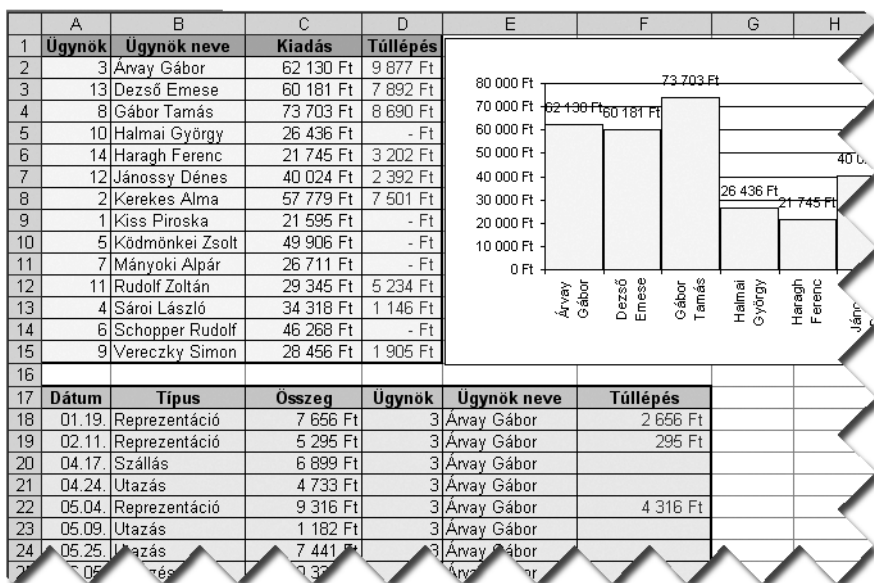 A B C D E F G H
1 Ügynök Ügynök neve Kiadás Túllépés
2 3 Árvay Gábor 62 130 Ft 9 877 Ft
3 13 Dezső Emese 60 181 Ft 7 892 Ft
4 8 Gábor Tamás 73 703 Ft 8 690 Ft
5 10 Halmai György 26 436 Ft - Ft
6 14 Haragh Ferenc 21 745 Ft 3 202 Ft
7 12 Jánossy Dénes 40 024 Ft 2 392 Ft
8 2 Kerekes Alma 57 779 Ft 7 501 Ft
9 1 Kiss Piroska 21 595 Ft - Ft
10 5 Ködmönkei Zsolt 49 906 Ft - Ft
11 7 Mányoki Alpár 26 711 Ft - Ft
12 11 Rudolf Zoltán 29 345 Ft 5 234 Ft
13 4 Sároi László 34 318 Ft 1 146 Ft
14 6 Schopper Rudolf 46 268 Ft - Ft
15 9 Vereczky Simon 28 456 Ft 1 905 Ft
80 000 Ft
70 000 Ft
60 000 Ft
50 000 Ft
40 000 Ft
30 000 Ft
20 000 Ft
10 000 Ft
0 Ft
62 130 Ft
60 181 Ft
73 703 Ft
26 436 Ft
21 745 Ft
Árvay
Gábor
Dezső
Emese
Gábor
Tamás
Halmai
György
Haragh
Ferenc
16
17 Dátum Típus Összeg Ügynök Ügynök neve Túllépés
18 01.19. Reprezentáció 7 656 Ft 3 Árvay Gábor 2 656 Ft
19 02.11. Reprezentáció 5 295 Ft 3 Árvay Gábor 295 Ft
20 04.17. Szállás 6 899 Ft 3 Árvay Gábor
21 04.24. Utazás 4 733 Ft 3 Árvay Gábor
22 05.04. Reprezentáció 9 316 Ft 3 Árvay Gábor 4 316 Ft
23 05.09. Utazás 1 182 Ft 3 Árvay Gábor
24 05.25. Utazás 7 441 Ft 3 Árvay Gábor